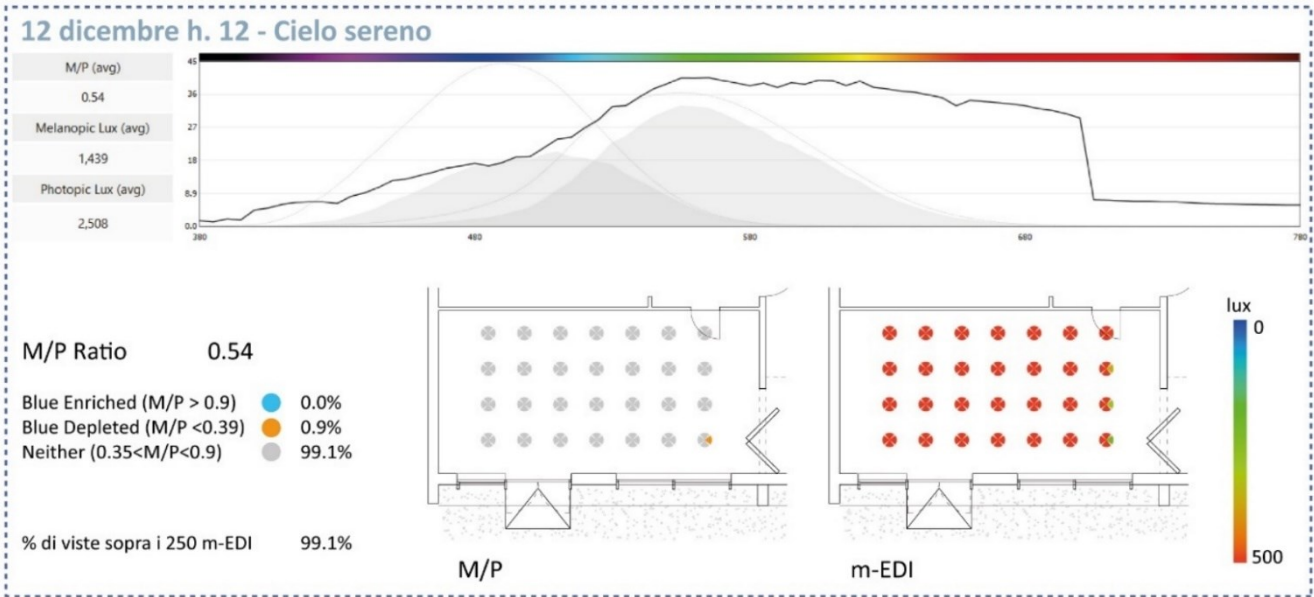 12 dicembre h. 12 - Cielo sereno
M/P (avg)
0.54
Melanopic Lux (avg)
1,439
Photopic Lux (avg)
2,508
45
36
27
18
8.9
0.0
380
480
580
680
780
M/P Ratio 0.54
Blue Enriched (M/P > 0.9) 0.0%
Blue Depleted (M/P <0.39) 0.9%
Neither (0.35<M/P<0.9) 99.1%
% di viste sopra i 250 m-EDI 99.1%
M/P
m-EDI
lux
0
500